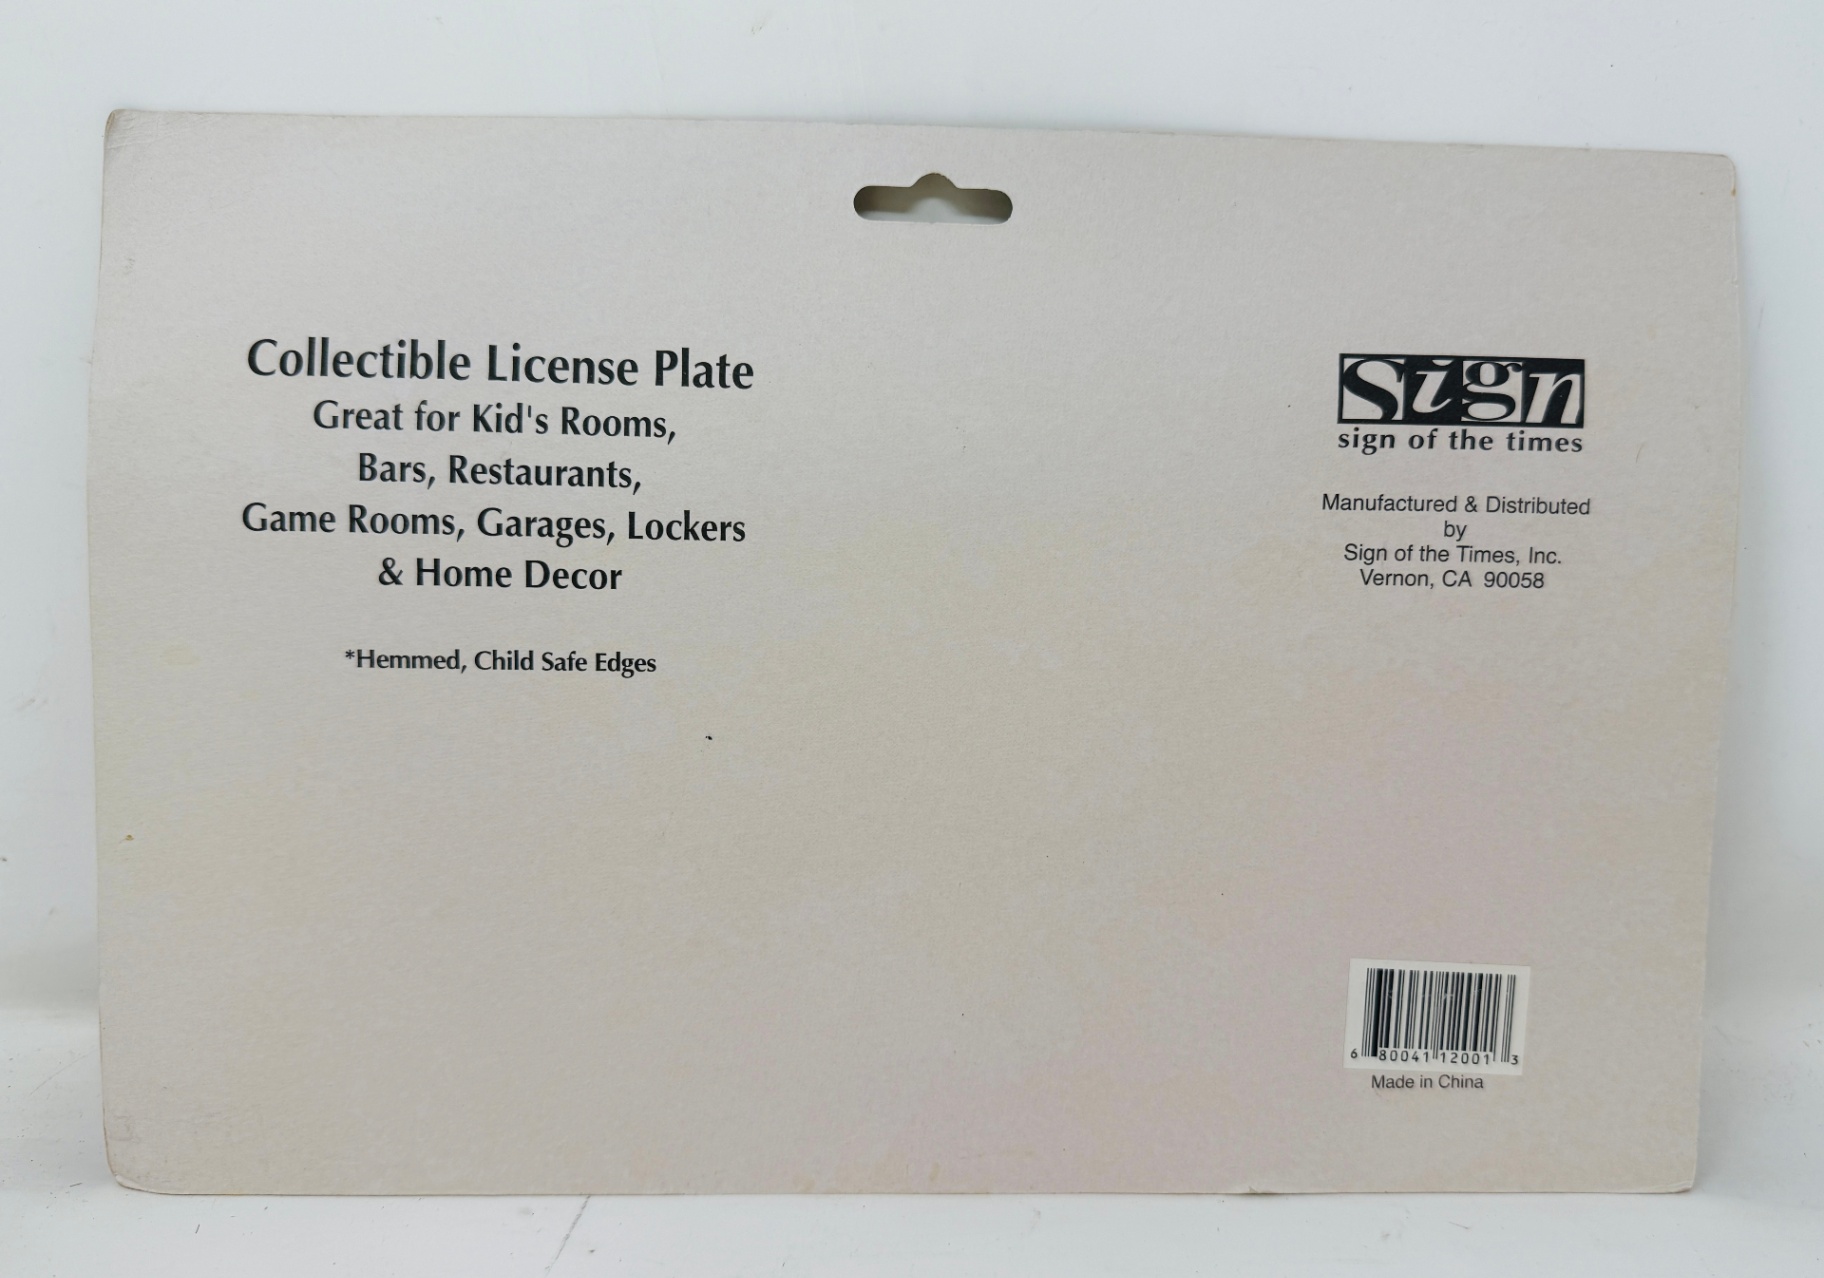 Collectible License Plate
Great for Kid's Rooms,
Bars, Restaurants,
Game Rooms, Garages, Lockers
& Home Decor
*Hemmed, Child Safe Edges
Sign
sign of the times
Manufactured & Distributed
by
Sign of the Times, Inc.
Vernon, CA 90058
6 80041 12001 3
Made in China